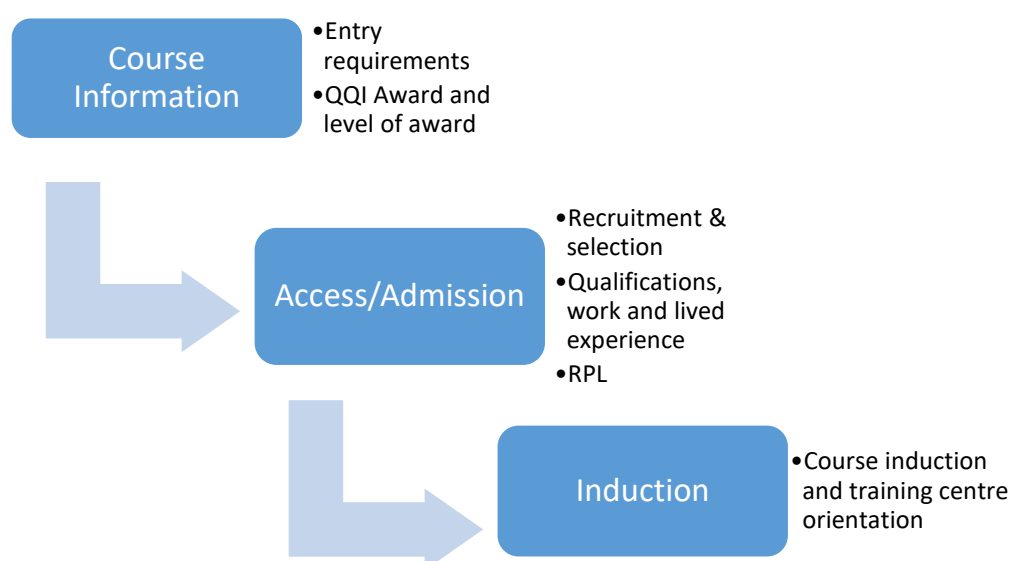 Course
Information
•Entry
requirements
•QQI Award and
level of award
Access/Admission
•Recruitment &
selection
•Qualifications,
work and lived
experience
•RPL
Induction
•Course induction
and training centre
orientation